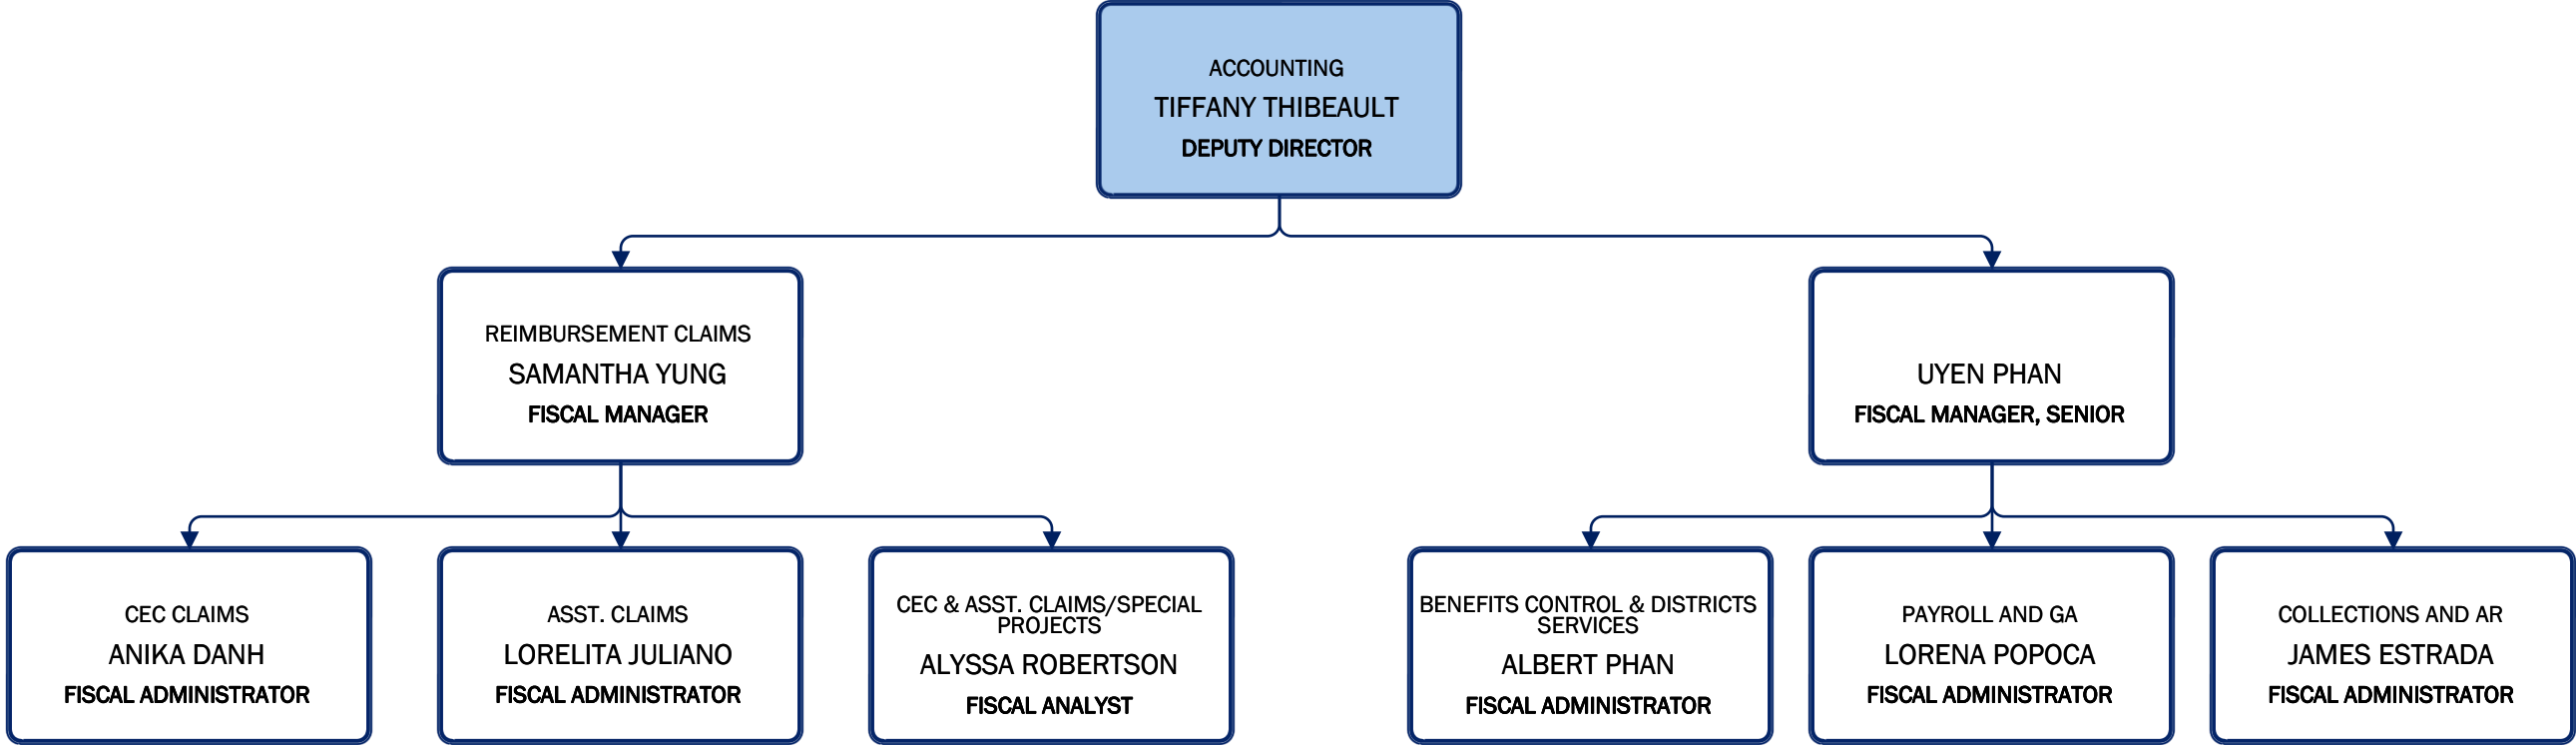 ACCOUNTING
TIFFANY THIBEAULT
DEPUTY DIRECTOR
REIMBURSEMENT CLAIMS
SAMANTHA YUNG
FISCAL MANAGER
UYEN PHAN
FISCAL MANAGER, SENIOR
CEC CLAIMS
ANIKA DANH
FISCAL ADMINISTRATOR
ASST. CLAIMS
LORELITA JULIANO
FISCAL ADMINISTRATOR
CEC & ASST. CLAIMS/SPECIAL
PROJECTS
ALYSSA ROBERTSON
FISCAL ANALYST
BENEFITS CONTROL & DISTRICTS
SERVICES
ALBERT PHAN
FISCAL ADMINISTRATOR
PAYROLL AND GA
LORENA POPOCA
FISCAL ADMINISTRATOR
COLLECTIONS AND AR
JAMES ESTRADA
FISCAL ADMINISTRATOR